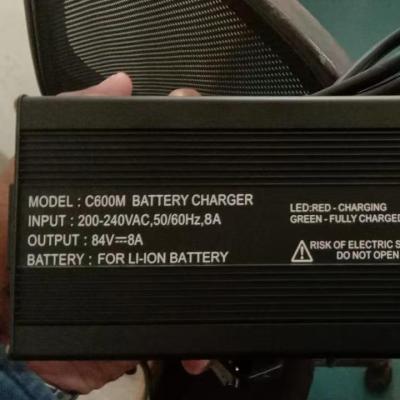 MODEL : C600M BATTERY CHARGER
INPUT : 200-240VAC,50/60Hz,8A
OUTPUT : 84V⎓8A
BATTERY : FOR LI-ION BATTERY
LED:RED - CHARGING
GREEN - FULLY CHARGED
RISK OF ELECTRIC
DO NOT OPEN